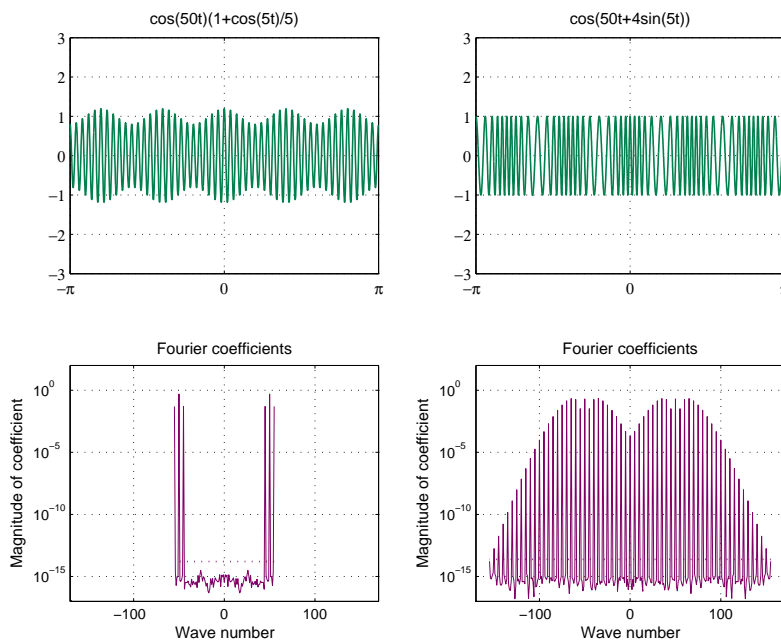 cos(50t)(1+cos(5t)/5)
3
2
1
0
−1
−2
−3
−π
0
π
cos(50t+4sin(5t))
3
2
1
0
−1
−2
−3
−π
0
Fourier coefficients
Magnitude of coefficient
10^0
10^−5
10^−10
10^−15
−100
0
100
Wave number
Fourier coefficients
Magnitude of coefficient
10^0
10^−5
10^−10
10^−15
−100
0
100
Wave number